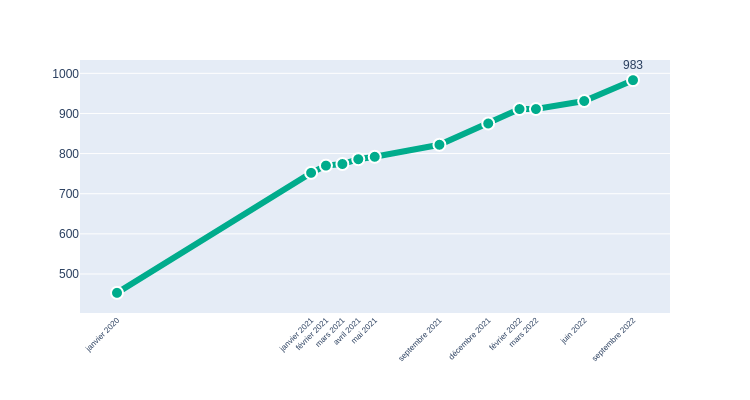 983
1000
900
800
700
600
500
janvier 2020
janvier 2021
février 2021
mars 2021
avril 2021
mai 2021
septembre 2021
décembre 2021
février 2022
mars 2022
juin 2022
septembre 2022